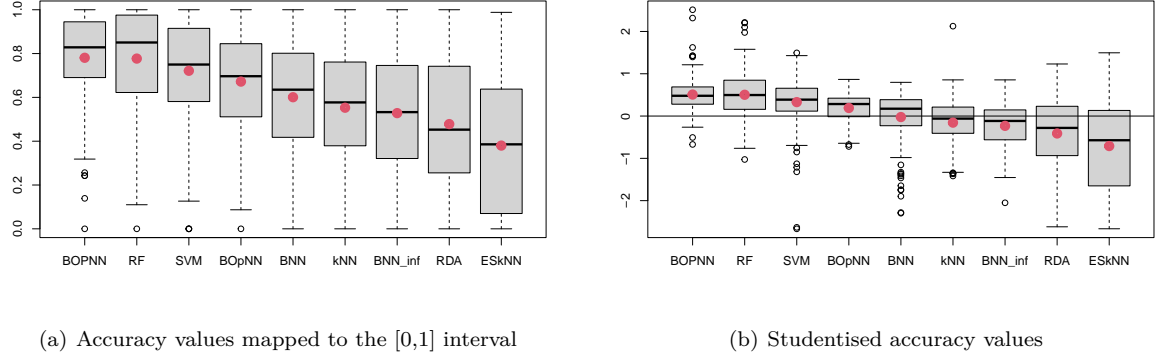 1.0
0.8
0.6
0.4
0.2
0.0
BOPNN RF SVM BOpNN BNN kNN BNN_inf RDA ESkNN
(a) Accuracy values mapped to the [0,1] interval
2
1
0
−1
−2
BOPNN RF SVM BOpNN BNN kNN BNN_inf RDA ESkNN
(b) Studentised accuracy values